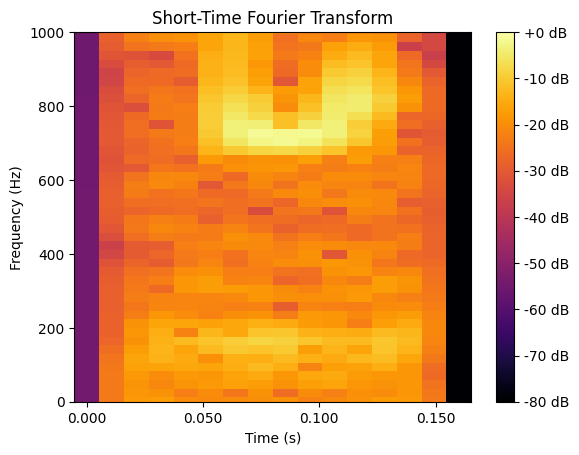 Short-Time Fourier Transform
1000
800
600
400
200
0
Frequency (Hz)
0.000
0.050
0.100
0.150
Time (s)
+0 dB
-10 dB
-20 dB
-30 dB
-40 dB
-50 dB
-60 dB
-70 dB
-80 dB